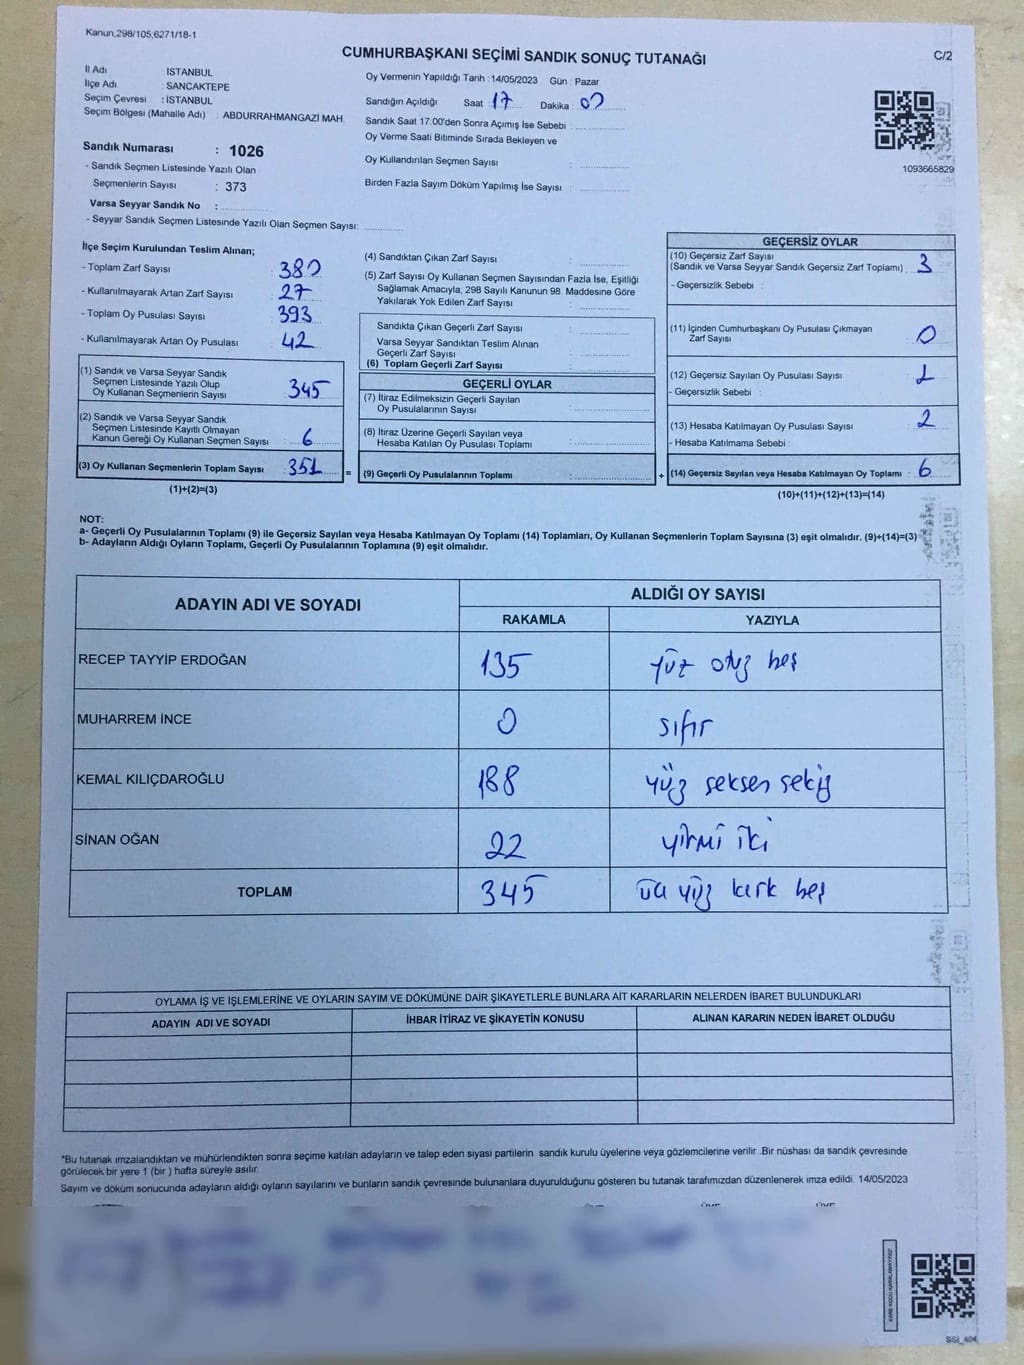 Kanun,298/105,6271/18-1
CUMHURBAŞKANI SEÇİMİ SANDIK SONUÇ TUTANAĞI
C/2
İl Adı : İSTANBUL
İlçe Adı : SANCAKTEPE
Seçim Çevresi : İSTANBUL
Seçim Bölgesi (Mahalle Adı) : ABDURRAHMANGAZİ MAH.
Oy Vermenin Yapıldığı Tarih : 14/05/2023 Gün : Pazar
Sandığın Açıldığı Saat 17 Dakika : 00
Sandık Saat 17:00'den Sonra Açımış İse Sebebi :
Oy Verme Saati Bitiminde Sırada Bekleyen ve
Oy Kullandırılan Seçmen Sayısı :
Birden Fazla Sayım Döküm Yapılmış İse Sayısı :
1093665829
Sandık Numarası : 1026
- Sandık Seçmen Listesinde Yazılı Olan
Seçmenlerin Sayısı : 373
Varsa Seyyar Sandık No :
- Seyyar Sandık Seçmen Listesinde Yazılı Olan Seçmen Sayısı:
İlçe Seçim Kurulundan Teslim Alınan;
- Toplam Zarf Sayısı : 380
- Kullanılmayarak Artan Zarf Sayısı : 27
- Toplam Oy Pusulası Sayısı : 393
- Kullanılmayarak Artan Oy Pusulası : 42
(1) Sandık ve Varsa Seyyar Sandık
Seçmen Listesinde Yazılı Olup
Oy Kullanan Seçmenlerin Sayısı : 345
(2) Sandık ve Varsa Seyyar Sandık
Seçmen Listesinde Kayıtlı Olmayan
Kanun Gereği Oy Kullanan Seçmen Sayısı : 6
(3) Oy Kullanan Seçmenlerin Toplam Sayısı : 351
(1)+(2)=(3)
(4) Sandıktan Çıkan Zarf Sayısı :
(5) Zarf Sayısı Oy Kullanan Seçmen Sayısından Fazla İse, Eşitliği
Sağlamak Amacıyla, 298 Sayılı Kanunun 98. Maddesine Göre
Yakılarak Yok Edilen Zarf Sayısı :
Sandıkta Çıkan Geçerli Zarf Sayısı :
Varsa Seyyar Sandıktan Teslim Alınan
Geçerli Zarf Sayısı :
(6) Toplam Geçerli Zarf Sayısı :
GEÇERLİ OYLAR
(7) İtiraz Edilmeksizin Geçerli Sayılan
Oy Pusulalarının Sayısı :
(8) İtiraz Üzerine Geçerli Sayılan veya
Hesaba Katılan Oy Pusulası Toplamı :
= (9) Geçerli Oy Pusulalarının Toplamı :
GEÇERSİZ OYLAR
(10) Geçersiz Zarf Sayısı
(Sandık ve Varsa Seyyar Sandık Geçersiz Zarf Toplamı) : 3
- Geçersizlik Sebebi :
(11) İçinden Cumhurbaşkanı Oy Pusulası Çıkmayan
Zarf Sayısı : 0
(12) Geçersiz Sayılan Oy Pusulası Sayısı : 1
- Geçersizlik Sebebi :
(13) Hesaba Katılmayan Oy Pusulası Sayısı : 2
- Hesaba Katılmama Sebebi :
+ (14) Geçersiz Sayılan veya Hesaba Katılmayan Oy Toplamı : 6
(10)+(11)+(12)+(13)=(14)
NOT:
a- Geçerli Oy Pusulalarının Toplamı (9) ile Geçersiz Sayılan veya Hesaba Katılmayan Oy Toplamı (14) Toplamları, Oy Kullanan Seçmenlerin Toplam Sayısına (3) eşit olmalıdır. (9)+(14)=(3)
b- Adayların Aldığı Oyların Toplamı, Geçerli Oy Pusulalarının Toplamına (9) eşit olmalıdır.
ADAYIN ADI VE SOYADI ALDIĞI OY SAYISI
RAKAMLA YAZIYLA
RECEP TAYYİP ERDOĞAN 135 yüz otuz beş
MUHARREM İNCE 0 sıfır
KEMAL KILIÇDAROĞLU 188 yüz seksen sekiz
SİNAN OĞAN 22 yirmi iki
TOPLAM 345 üç yüz kırk beş
OYLAMA İŞ VE İŞLEMLERİNE VE OYLARIN SAYIM VE DÖKÜMÜNE DAİR ŞİKAYETLERLE BUNLARA AİT KARARLARIN NELERDEN İBARET BULUNDUKLARI
ADAYIN ADI VE SOYADI İHBAR İTİRAZ VE ŞİKAYETİN KONUSU ALINAN KARARIN NEDEN İBARET OLDUĞU
*Bu tutanak imzalandıktan ve mühürlendikten sonra seçime katılan adayların ve talep eden siyasi partilerin sandık kurulu üyelerine veya gözlemcilerine verilir .Bir nüshası da sandık çevresinde
görülecek bir yere 1 (bir ) hafta süreyle asılır.
Sayım ve döküm sonucunda adayların aldığı oyların sayılarını ve bunların sandık çevresinde bulunanlara duyurulduğunu gösteren bu tutanak tarafımızdan düzenlenerek imza edildi. 14/05/2023
KARE KODU KARALAMAYINIZ!
SSİ_404